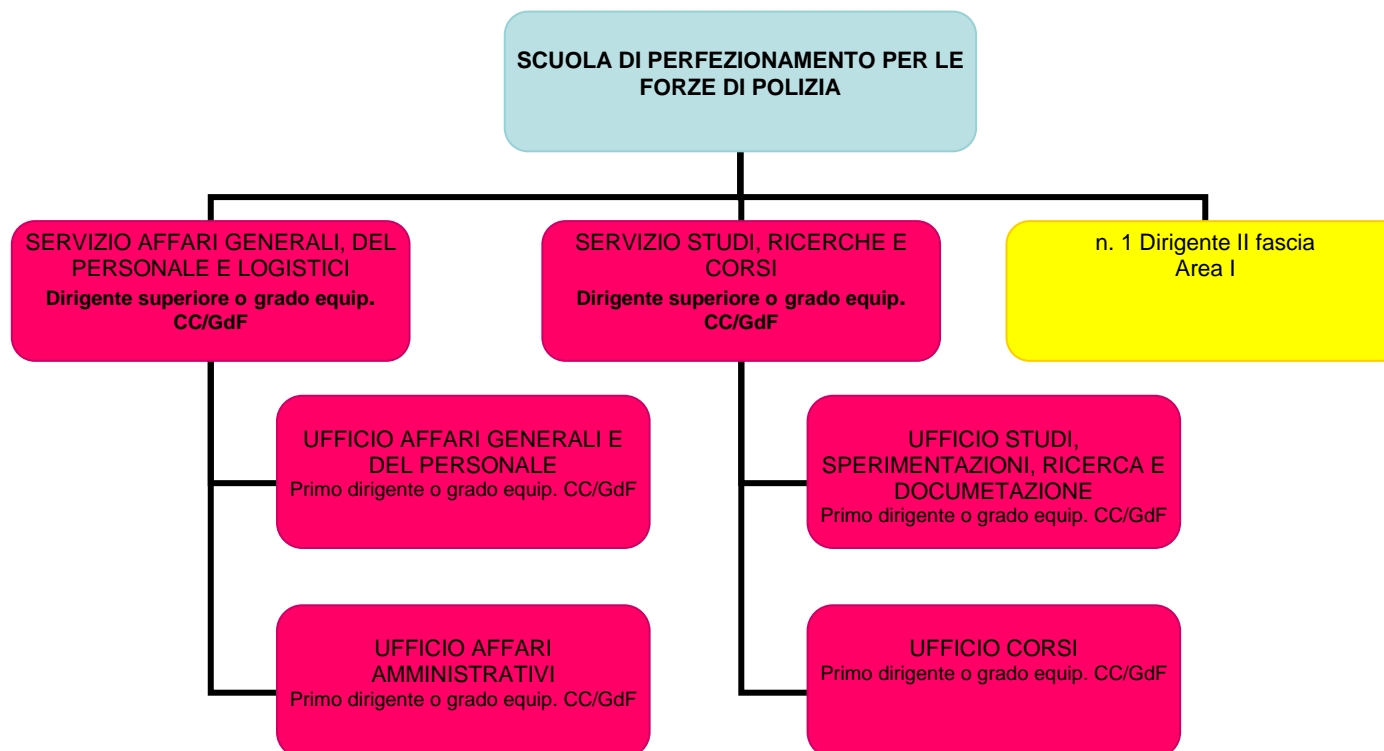 SCUOLA DI PERFEZIONAMENTO PER LE
FORZE DI POLIZIA
SERVIZIO AFFARI GENERALI, DEL
PERSONALE E LOGISTICI
Dirigente superiore o grado equip.
CC/GdF
SERVIZIO STUDI, RICERCHE E
CORSI
Dirigente superiore o grado equip.
CC/GdF
n. 1 Dirigente II fascia
Area I
UFFICIO AFFARI GENERALI E
DEL PERSONALE
Primo dirigente o grado equip. CC/GdF
UFFICIO STUDI,
SPERIMENTAZIONI, RICERCA E
DOCUMETAZIONE
Primo dirigente o grado equip. CC/GdF
UFFICIO AFFARI
AMMINISTRATIVI
Primo dirigente o grado equip. CC/GdF
UFFICIO CORSI
Primo dirigente o grado equip. CC/GdF